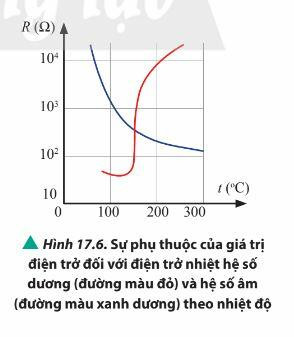 R (Ω)
10⁴
10³
10²
10
0 100 200 300
t (°C)
▲ Hình 17.6. Sự phụ thuộc của giá trị
điện trở đối với điện trở nhiệt hệ số
dương (đường màu đỏ) và hệ số âm
(đường màu xanh dương) theo nhiệt độ